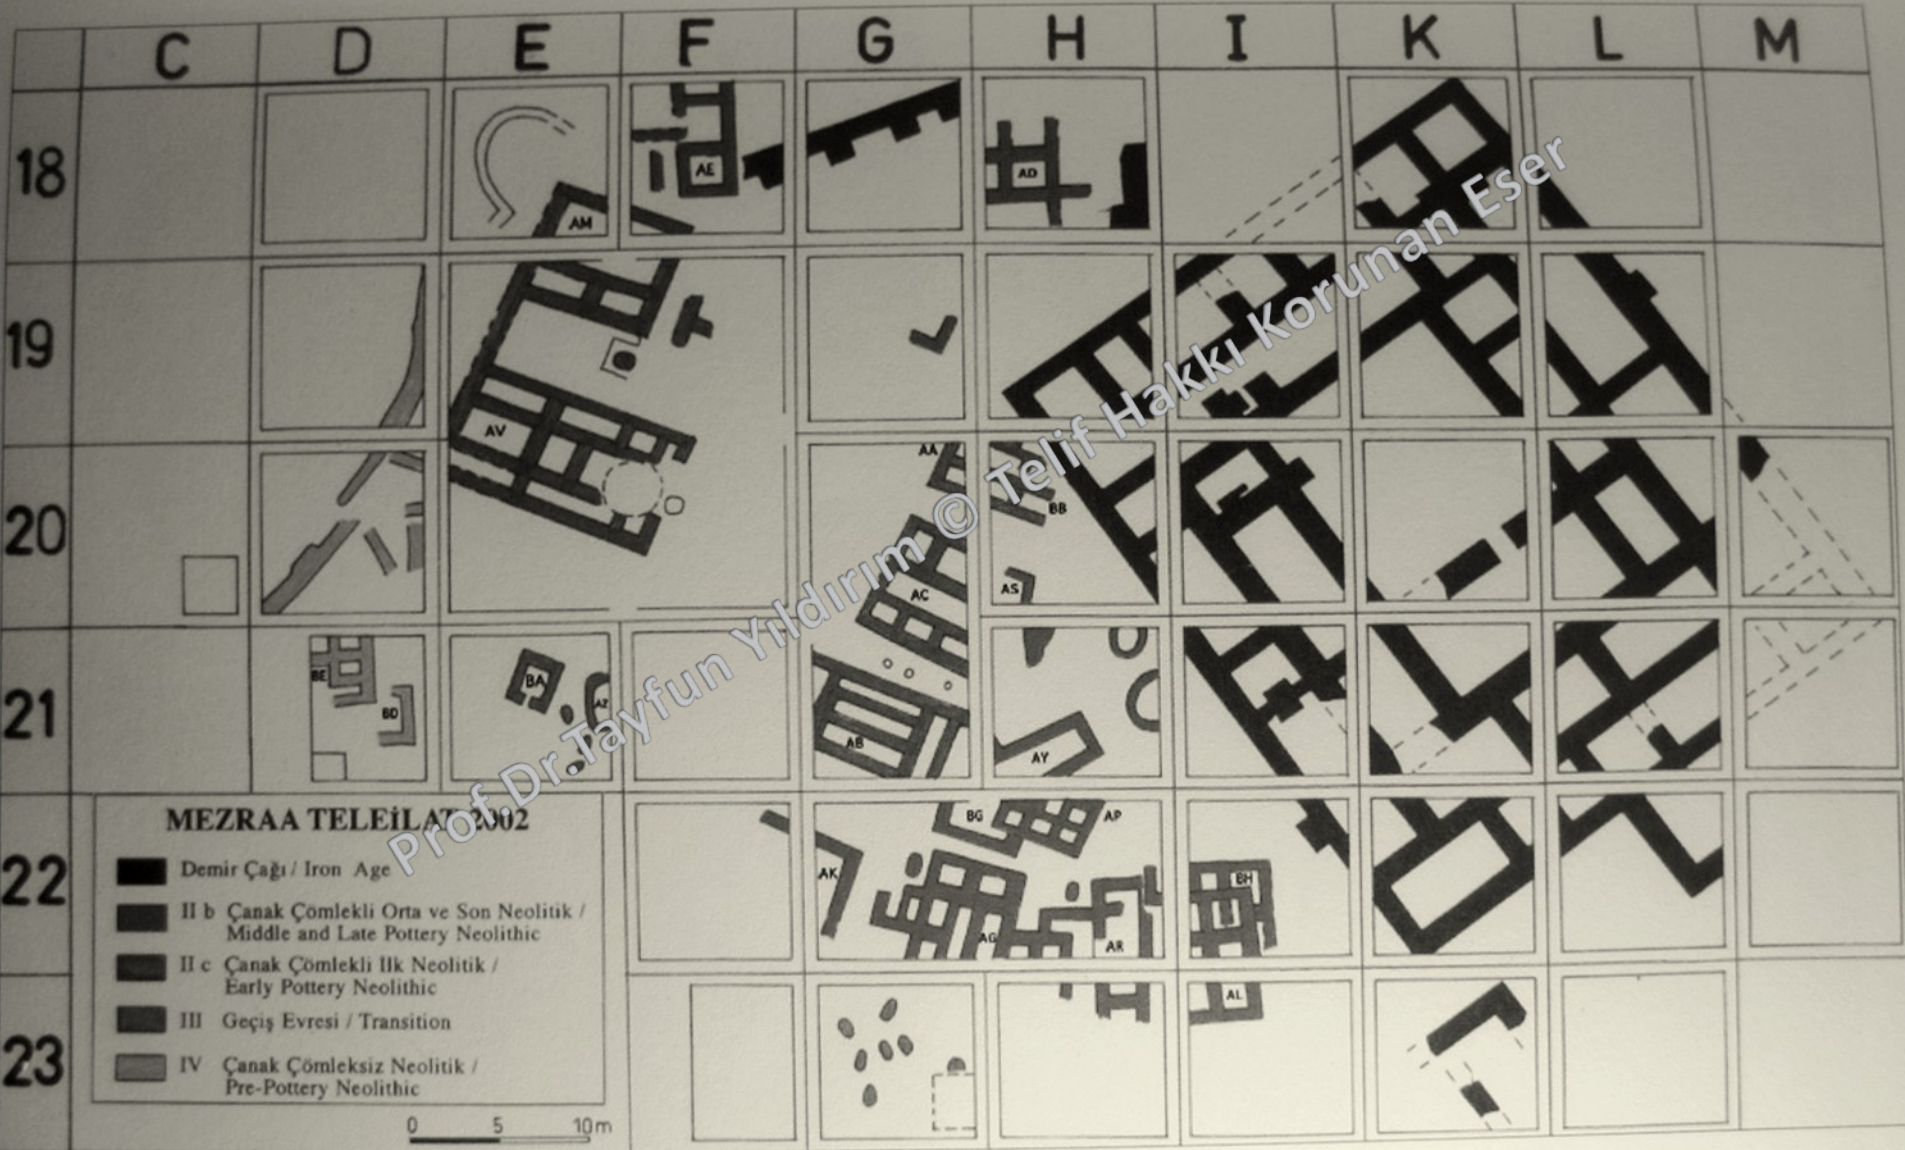 C D E F G H I K L M
18 AE AD AM
19 AV
20 AA BB AC AS
21 BE BD BA AZ AB AY
22 BG AP AK AG AR BH
23 AL
MEZRAA TELEİLAT 2002
Demir Çağı / Iron Age
II b Çanak Çömlekli Orta ve Son Neolitik /
Middle and Late Pottery Neolithic
II c Çanak Çömlekli İlk Neolitik /
Early Pottery Neolithic
III Geçiş Evresi / Transition
IV Çanak Çömleksiz Neolitik /
Pre-Pottery Neolithic
0 5 10 m
Prof.Dr.Tayfun Yıldırım © Telif Hakkı Korunan Eser